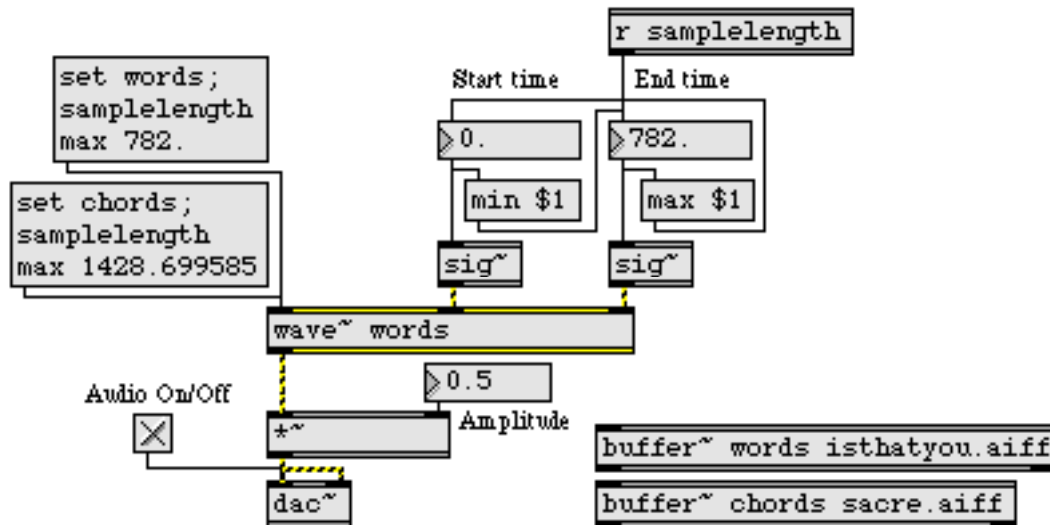 r samplelength
set words;
samplelength
max 782.
Start time
End time
0.
782.
min $1
max $1
set chords;
samplelength
max 1428.699585
sig~
sig~
wave~ words
0.5
Audio On/Off
Amplitude
*~
buffer~ words isthatyou.aiff
dac~
buffer~ chords sacre.aiff